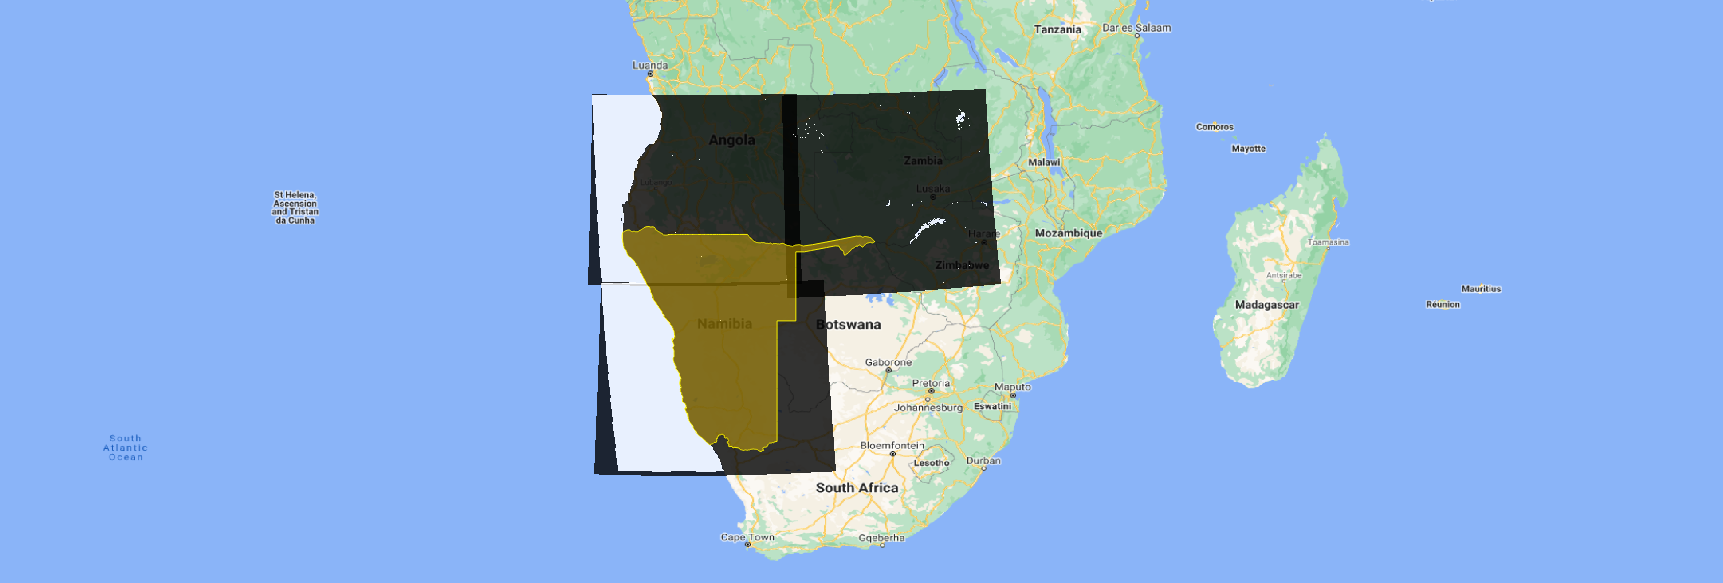 Tanzania
Dar es Salaam
Luanda
Angola
Comoros
Mayotte
Zambia
Malawi
Lubango
Lusaka
St Helena,
Ascension
and Tristan
da Cunha
Harare
Mozambique
Toamasina
Zimbabwe
Antsirabe
Mauritius
Réunion
Madagascar
Namibia
Botswana
Gaborone
Pretoria
Maputo
Johannesburg
Eswatini
South
Atlantic
Ocean
Bloemfontein
Lesotho
Durban
South Africa
Cape Town
Gqeberha